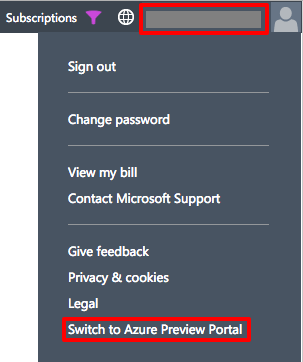 Subscriptions
Sign out
Change password
View my bill
Contact Microsoft Support
Give feedback
Privacy & cookies
Legal
Switch to Azure Preview Portal